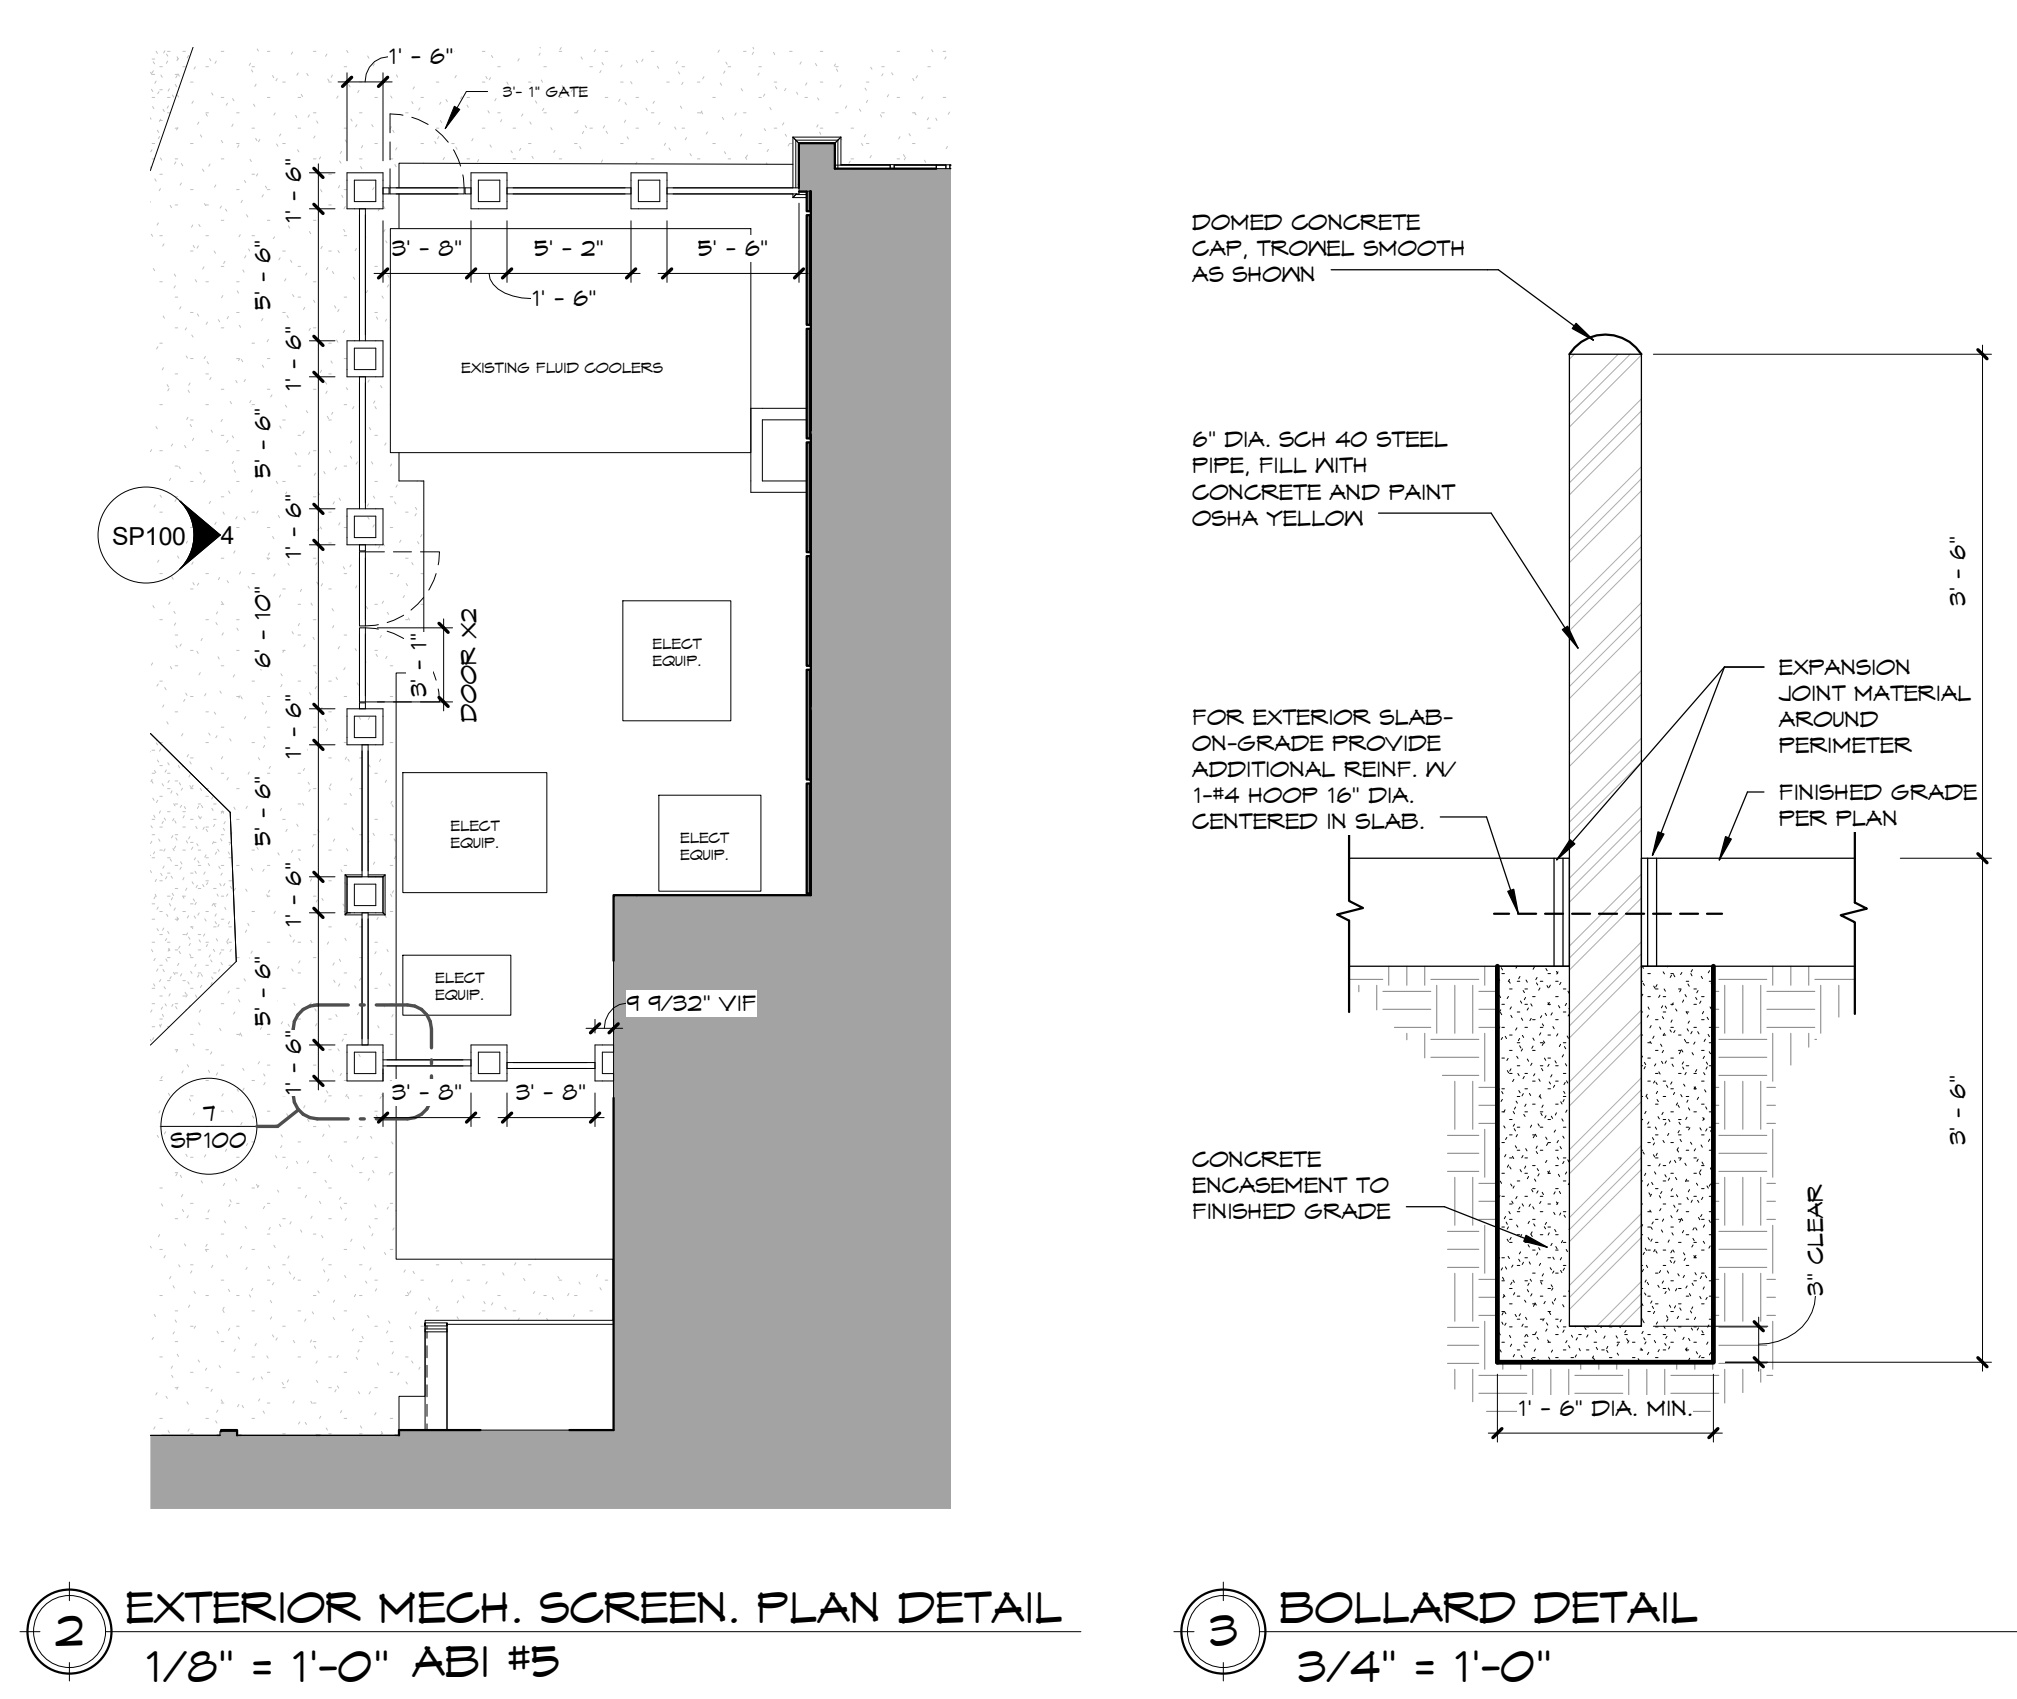 1' - 6"
3'- 1" GATE
1' - 6"
5' - 6"
1' - 6"
5' - 6"
1' - 6"
6' - 10"
1' - 6"
5' - 6"
1' - 6"
5' - 6"
1' - 6"
3' - 8"
5' - 2"
5' - 6"
1' - 6"
EXISTING FLUID COOLERS
SP100
4
3' - 1"
DOOR X2
ELECT
EQUIP.
ELECT
EQUIP.
ELECT
EQUIP.
ELECT
EQUIP.
9 9/32" VIF
3' - 8"
3' - 8"
7
SP100
2
EXTERIOR MECH. SCREEN. PLAN DETAIL
1/8" = 1'-0" ABI #5
DOMED CONCRETE
CAP, TROWEL SMOOTH
AS SHOWN
6" DIA. SCH 40 STEEL
PIPE, FILL WITH
CONCRETE AND PAINT
OSHA YELLOW
FOR EXTERIOR SLAB-
ON-GRADE PROVIDE
ADDITIONAL REINF. W/
1-#4 HOOP 16" DIA.
CENTERED IN SLAB.
CONCRETE
ENCASEMENT TO
FINISHED GRADE
3' - 6"
EXPANSION
JOINT MATERIAL
AROUND
PERIMETER
FINISHED GRADE
PER PLAN
3' - 6"
3" CLEAR
1' - 6" DIA. MIN.
3
BOLLARD DETAIL
3/4" = 1'-0"